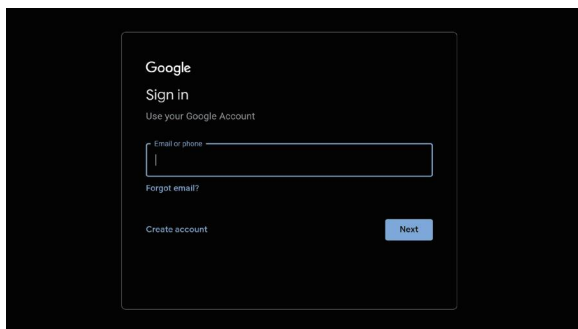 Google
Sign in
Use your Google Account
Email or phone
Forgot email?
Create account
Next